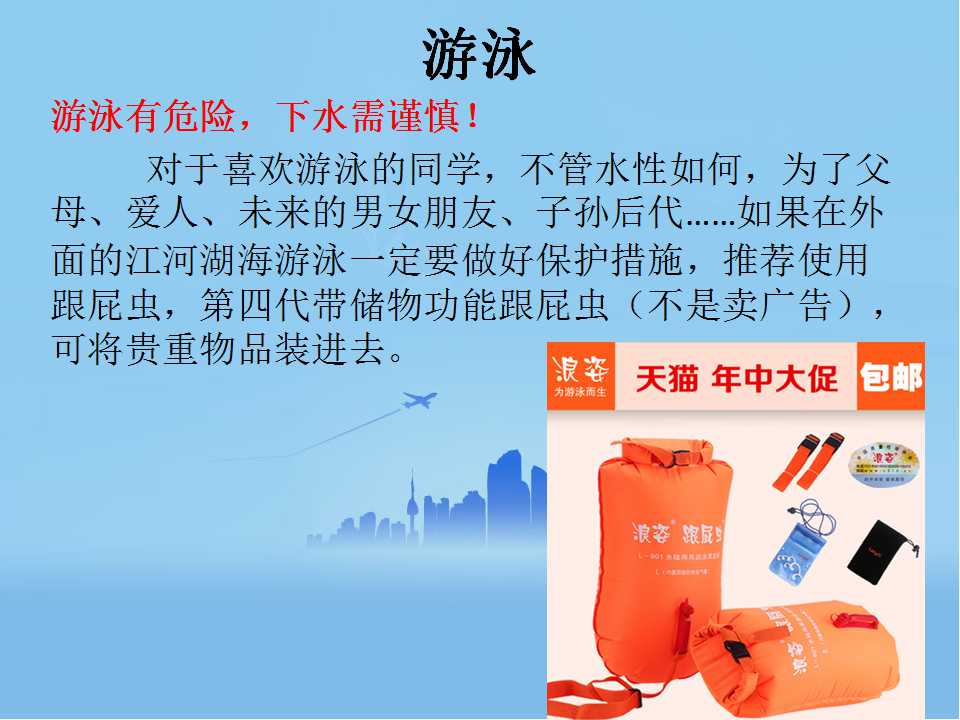 游泳
游泳有危险，下水需谨慎！
对于喜欢游泳的同学，不管水性如何，为了父
母、爱人、未来的男女朋友、子孙后代……如果在外
面的江河湖海游泳一定要做好保护措施，推荐使用
跟屁虫，第四代带储物功能跟屁虫（不是卖广告），
可将贵重物品装进去。
浪姿
为游泳而生
天猫 年中大促
包邮
浪姿
浪姿® 跟屁虫
L-901
浪姿